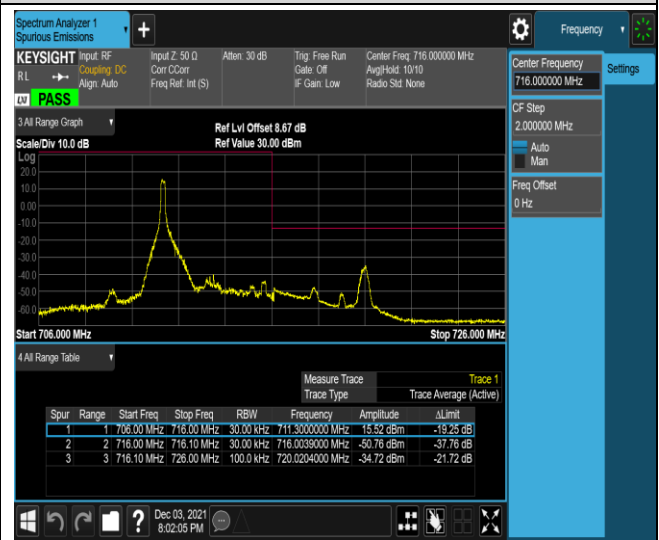 Spectrum Analyzer 1
Spurious Emissions
Frequency
KEYSIGHT
Input: RF
Coupling: DC
Align: Auto
Input Z: 50 Ω
Corr CCorr
Freq Ref: Int (S)
Atten: 30 dB
Trig: Free Run
Gate: Off
IF Gain: Low
Center Freq: 716.000000 MHz
Avg|Hold: 10/10
Radio Std: None
RL
LXI PASS
Center Frequency
716.000000 MHz
Settings
CF Step
2.000000 MHz
Auto
Man
Freq Offset
0 Hz
3 All Range Graph
Scale/Div 10.0 dB
Ref Lvl Offset 8.67 dB
Ref Value 30.00 dBm
Log
20.0
10.0
0.00
-10.0
-20.0
-30.0
-40.0
-50.0
-60.0
Start 706.000 MHz
Stop 726.000 MHz
4 All Range Table
Measure Trace Trace 1
Trace Type Trace Average (Active)
Spur Range Start Freq Stop Freq RBW Frequency Amplitude ΔLimit
1 1 706.00 MHz 716.00 MHz 30.00 kHz 711.3000000 MHz 15.52 dBm -19.25 dB
2 2 716.00 MHz 716.10 MHz 30.00 kHz 716.0039000 MHz -50.76 dBm -37.76 dB
3 3 716.10 MHz 726.00 MHz 100.0 kHz 720.0204000 MHz -34.72 dBm -21.72 dB
Dec 03, 2021
8:02:05 PM